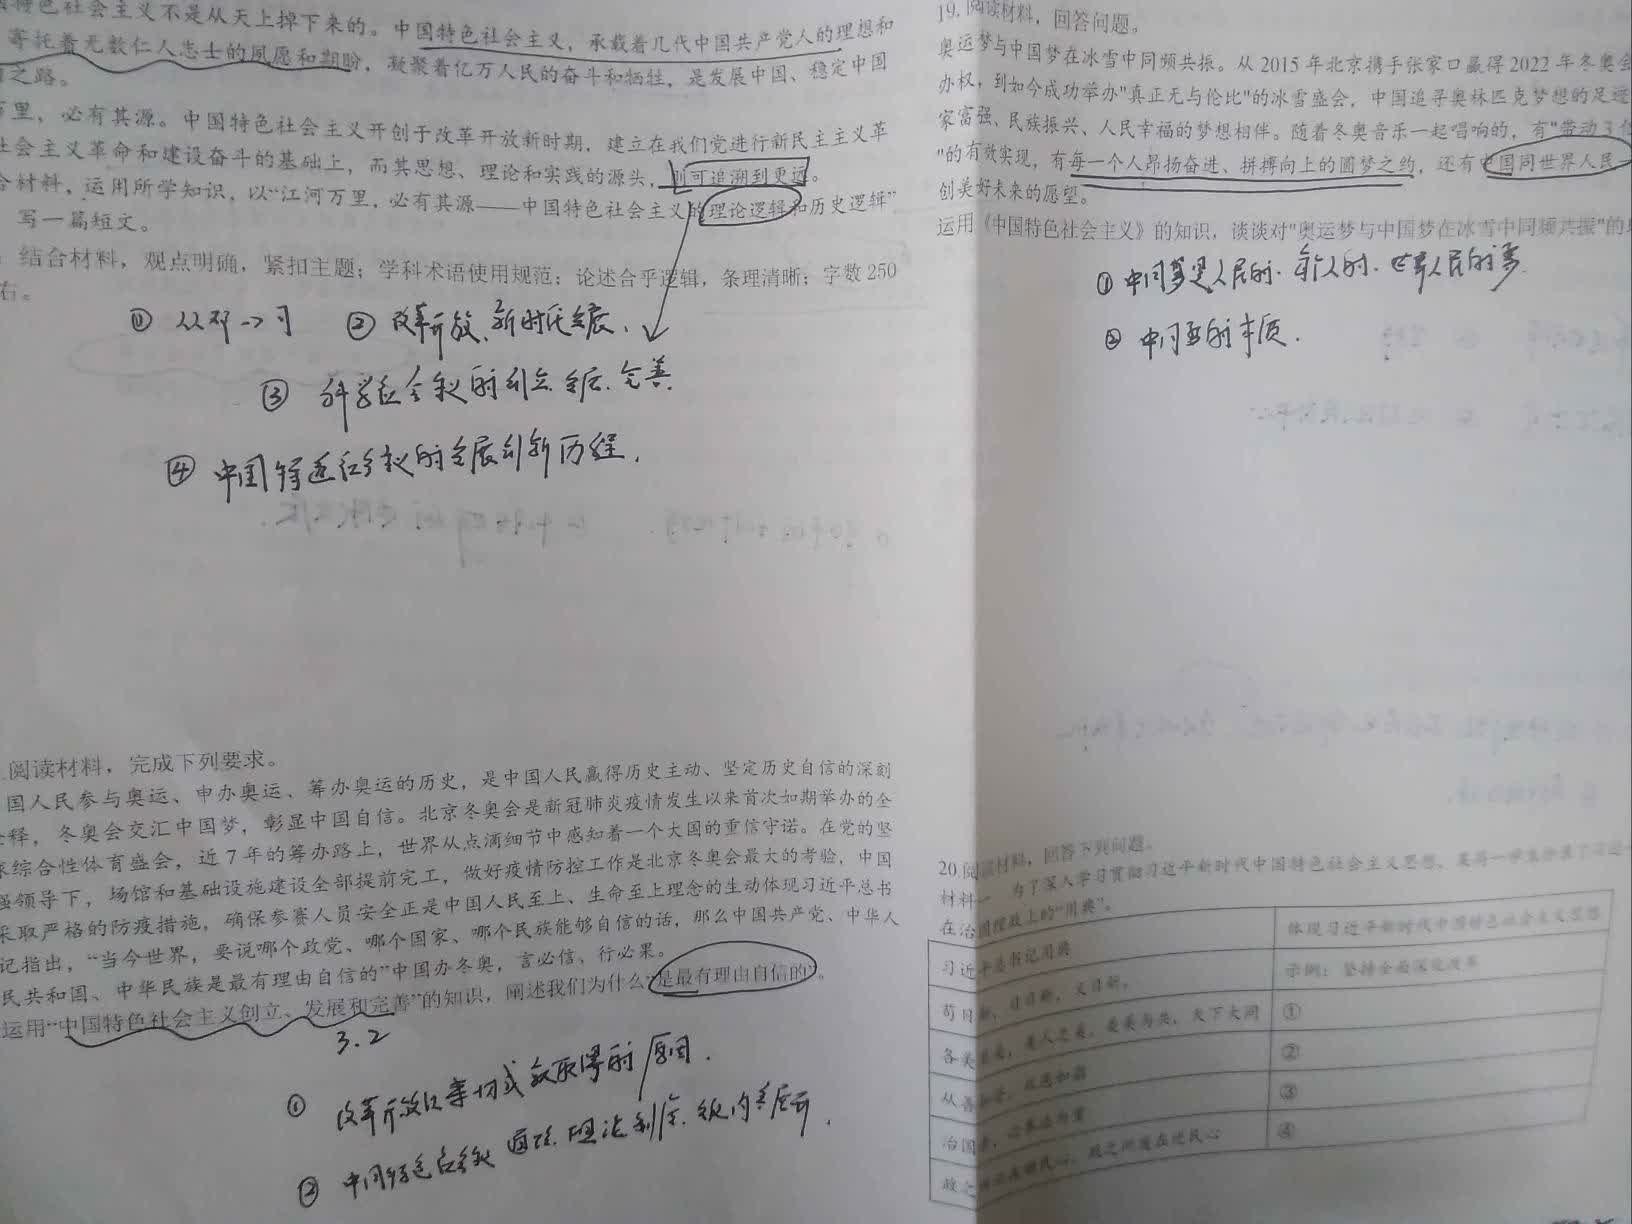 特色社会主义不是从天上掉下来的。中国特色社会主义，承载着几代中国共产党人的理想和
寄托着无数仁人志士的夙愿和期盼，凝聚着亿万人民的奋斗和牺牲，是发展中国、稳定中国
之路。
万里，必有其源。中国特色社会主义开创于改革开放新时期，建立在我们党进行新民主主义革
社会主义革命和建设奋斗的基础上，而其思想、理论和实践的源头，则可追溯到更远。
合材料，运用所学知识，以“江河万里，必有其源——中国特色社会主义的理论逻辑和历史逻辑”
写一篇短文。
结合材料，观点明确，紧扣主题；学科术语使用规范；论述合乎逻辑，条理清晰；字数250
右。
① 从邓→习 ② 改革开放、新时代发展.
③ 科学社会主义的创立、发展、完善.
④ 中国特色社会主义的发展创新历程.
阅读材料，完成下列要求。
国人民参与奥运、申办奥运、筹办奥运的历史，是中国人民赢得历史主动、坚定历史自信的深刻
诠释，冬奥会交汇中国梦，彰显中国自信。北京冬奥会是新冠肺炎疫情发生以来首次如期举办的全
球综合性体育盛会，近7年的筹办路上，世界从点滴细节中感知着一个大国的重信守诺。在党的坚
强领导下，场馆和基础设施建设全部提前完工，做好疫情防控工作是北京冬奥会最大的考验，中国
采取严格的防疫措施，确保参赛人员安全正是中国人民至上、生命至上理念的生动体现习近平总书
记指出，“当今世界，要说哪个政党、哪个国家、哪个民族能够自信的话，那么中国共产党、中华人
民共和国、中华民族是最有理由自信的”中国办冬奥，言必信、行必果。
运用“中国特色社会主义创立、发展和完善”的知识，阐述我们为什么“是最有理由自信的”。
3.2
① 改革开放以来一切成就取得的原因.
② 中国特色社会主义道路、理论、制度、文化内容展开.
19. 阅读材料，回答问题。
奥运梦与中国梦在冰雪中同频共振。从2015年北京携手张家口赢得2022年冬奥会
办权，到如今成功举办"真正无与伦比"的冰雪盛会，中国追寻奥林匹克梦想的足迹
家富强、民族振兴、人民幸福的梦想相伴。随着冬奥音乐一起唱响的，有"带动3亿
"的有效实现，有每一个人昂扬奋进、拼搏向上的圆梦之约，还有中国同世界人民一
创美好未来的愿望。
运用《中国特色社会主义》的知识，谈谈对"奥运梦与中国梦在冰雪中同频共振"的
① 中国梦是人民的、每个人的、世界人民的梦.
② 中国梦的本质.
20.阅读材料，回答下列问题。
材料一 为了深入学习贯彻习近平新时代中国特色社会主义思想，某高一学生
在治国理政上的“用典”。
习近平总书记用典 体现习近平新时代中国特色社会主义思想
苟日新，日日新，又日新。 示例：坚持全面深化改革
各美其美，美人之美，美美与共，天下大同 ①
从善如登，从恶如崩 ②
治国 ③
政之所兴在顺民心，政之所废在逆民心 ④